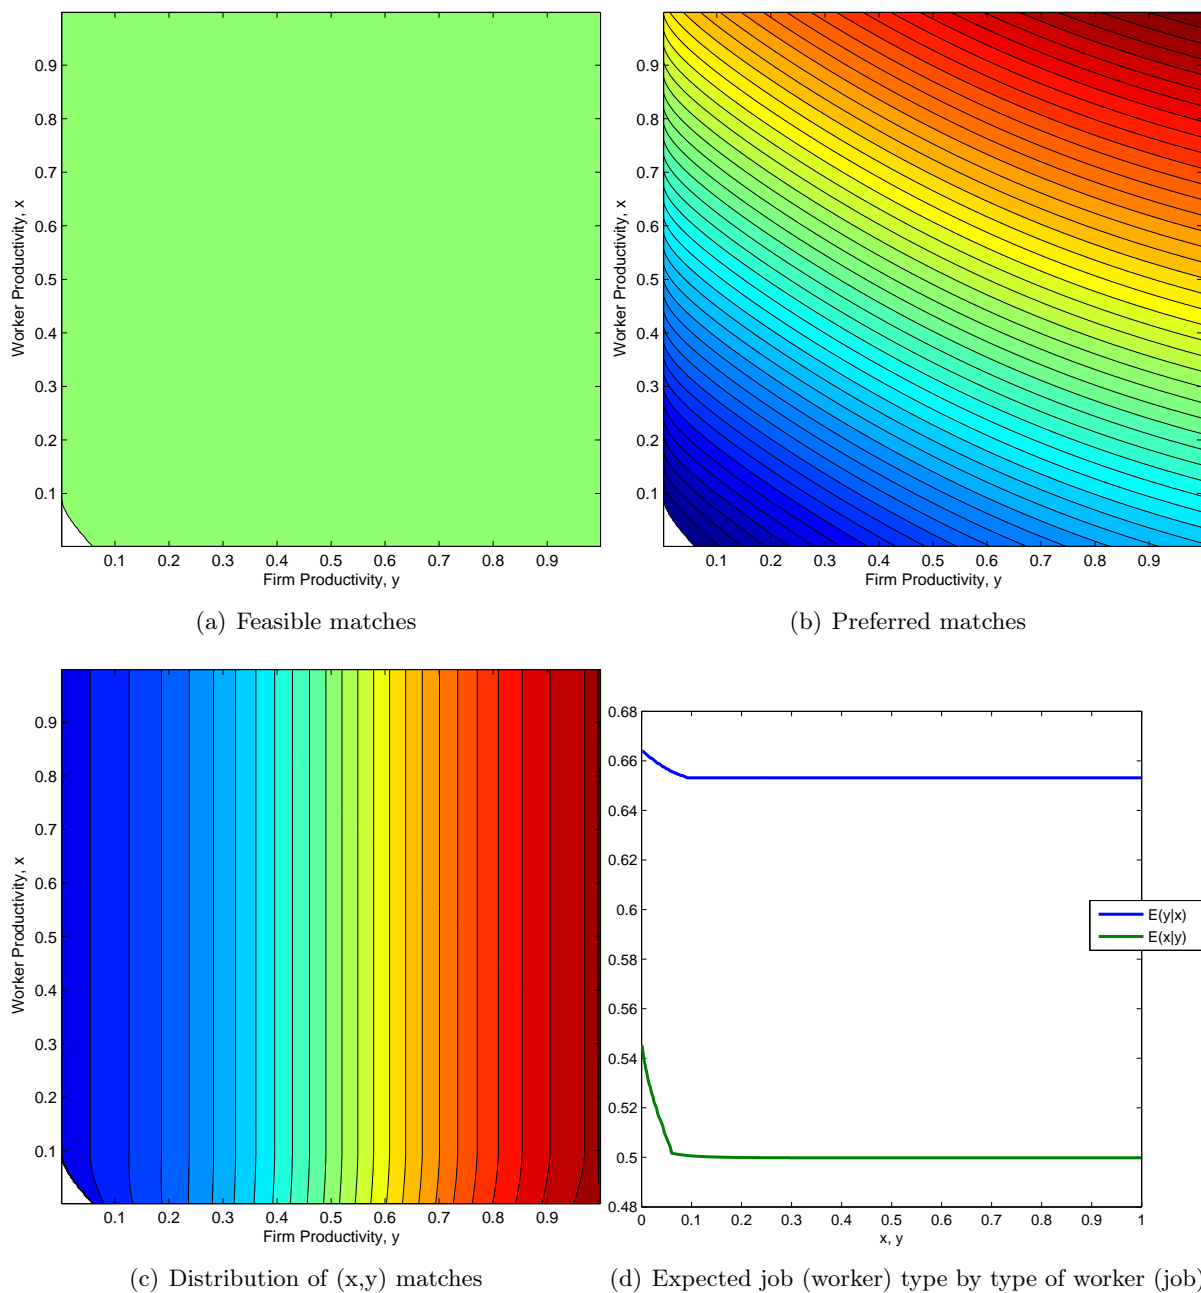 0.9
0.8
0.7
0.6
0.5
0.4
0.3
0.2
0.1
Worker Productivity, x
0.1 0.2 0.3 0.4 0.5 0.6 0.7 0.8 0.9
Firm Productivity, y
(a) Feasible matches
0.9
0.8
0.7
0.6
0.5
0.4
0.3
0.2
0.1
Worker Productivity, x
0.1 0.2 0.3 0.4 0.5 0.6 0.7 0.8 0.9
Firm Productivity, y
(b) Preferred matches
0.9
0.8
0.7
0.6
0.5
0.4
0.3
0.2
0.1
Worker Productivity, x
0.1 0.2 0.3 0.4 0.5 0.6 0.7 0.8 0.9
Firm Productivity, y
(c) Distribution of (x,y) matches
0.68
0.66
0.64
0.62
0.6
0.58
0.56
0.54
0.52
0.5
0.48
0 0.1 0.2 0.3 0.4 0.5 0.6 0.7 0.8 0.9 1
x, y
E(y|x)
E(x|y)
(d) Expected job (worker) type by type of worker (job)